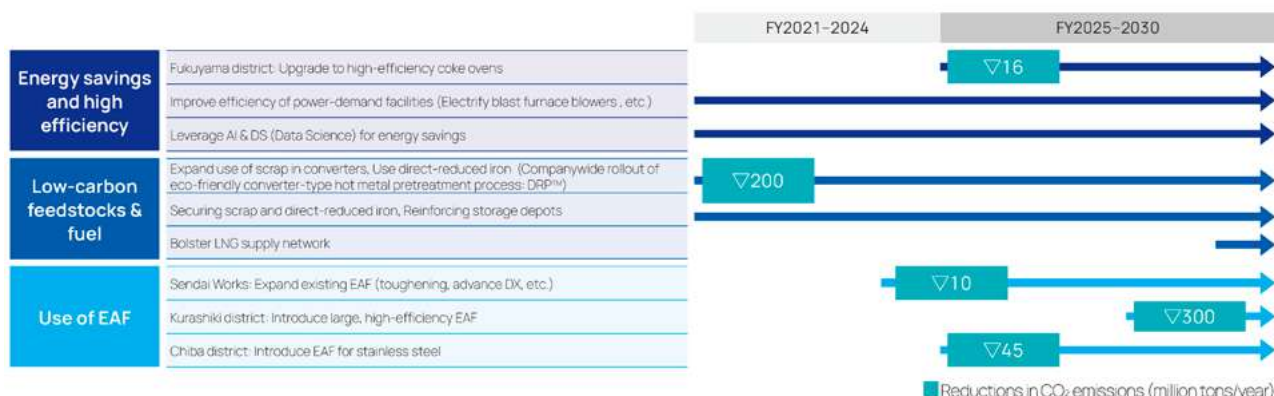 FY2021–2024
FY2025–2030
Energy savings
and high
efficiency
Fukuyama district: Upgrade to high-efficiency coke ovens
▽16
Improve efficiency of power-demand facilities (Electrify blast furnace blowers , etc.)
Leverage AI & DS (Data Science) for energy savings
Low-carbon
feedstocks &
fuel
Expand use of scrap in converters, Use direct-reduced iron (Companywide rollout of
eco-friendly converter-type hot metal pretreatment process: DRP™)
▽200
Securing scrap and direct-reduced iron, Reinforcing storage depots
Bolster LNG supply network
Use of EAF
Sendai Works: Expand existing EAF (toughening, advance DX, etc.)
▽10
Kurashiki district: Introduce large, high-efficiency EAF
▽300
Chiba district: Introduce EAF for stainless steel
▽45
Reductions in CO₂ emissions (million tons/year)